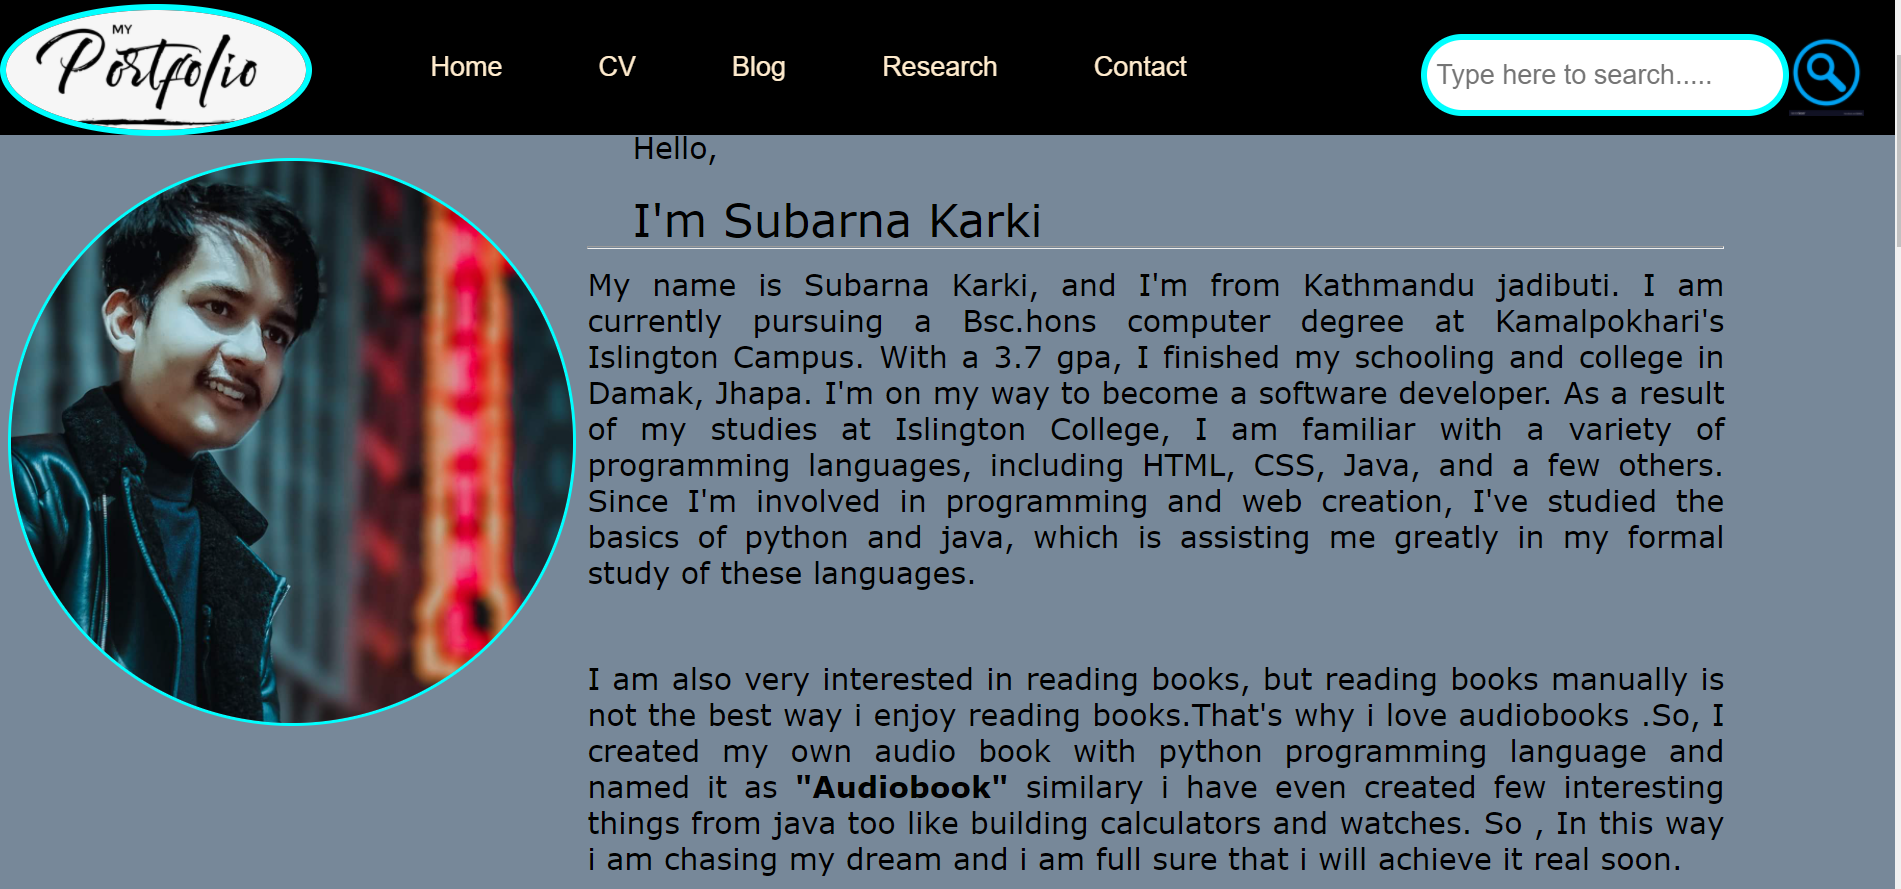 MY
Portfolio
Home CV Blog Research Contact
Type here to search.....
Hello,
I'm Subarna Karki
My name is Subarna Karki, and I'm from Kathmandu jadibuti. I am
currently pursuing a Bsc.hons computer degree at Kamalpokhari's
Islington Campus. With a 3.7 gpa, I finished my schooling and college in
Damak, Jhapa. I'm on my way to become a software developer. As a result
of my studies at Islington College, I am familiar with a variety of
programming languages, including HTML, CSS, Java, and a few others.
Since I'm involved in programming and web creation, I've studied the
basics of python and java, which is assisting me greatly in my formal
study of these languages.
I am also very interested in reading books, but reading books manually is
not the best way i enjoy reading books.That's why i love audiobooks .So, I
created my own audio book with python programming language and
named it as "Audiobook" similary i have even created few interesting
things from java too like building calculators and watches. So , In this way
i am chasing my dream and i am full sure that i will achieve it real soon.